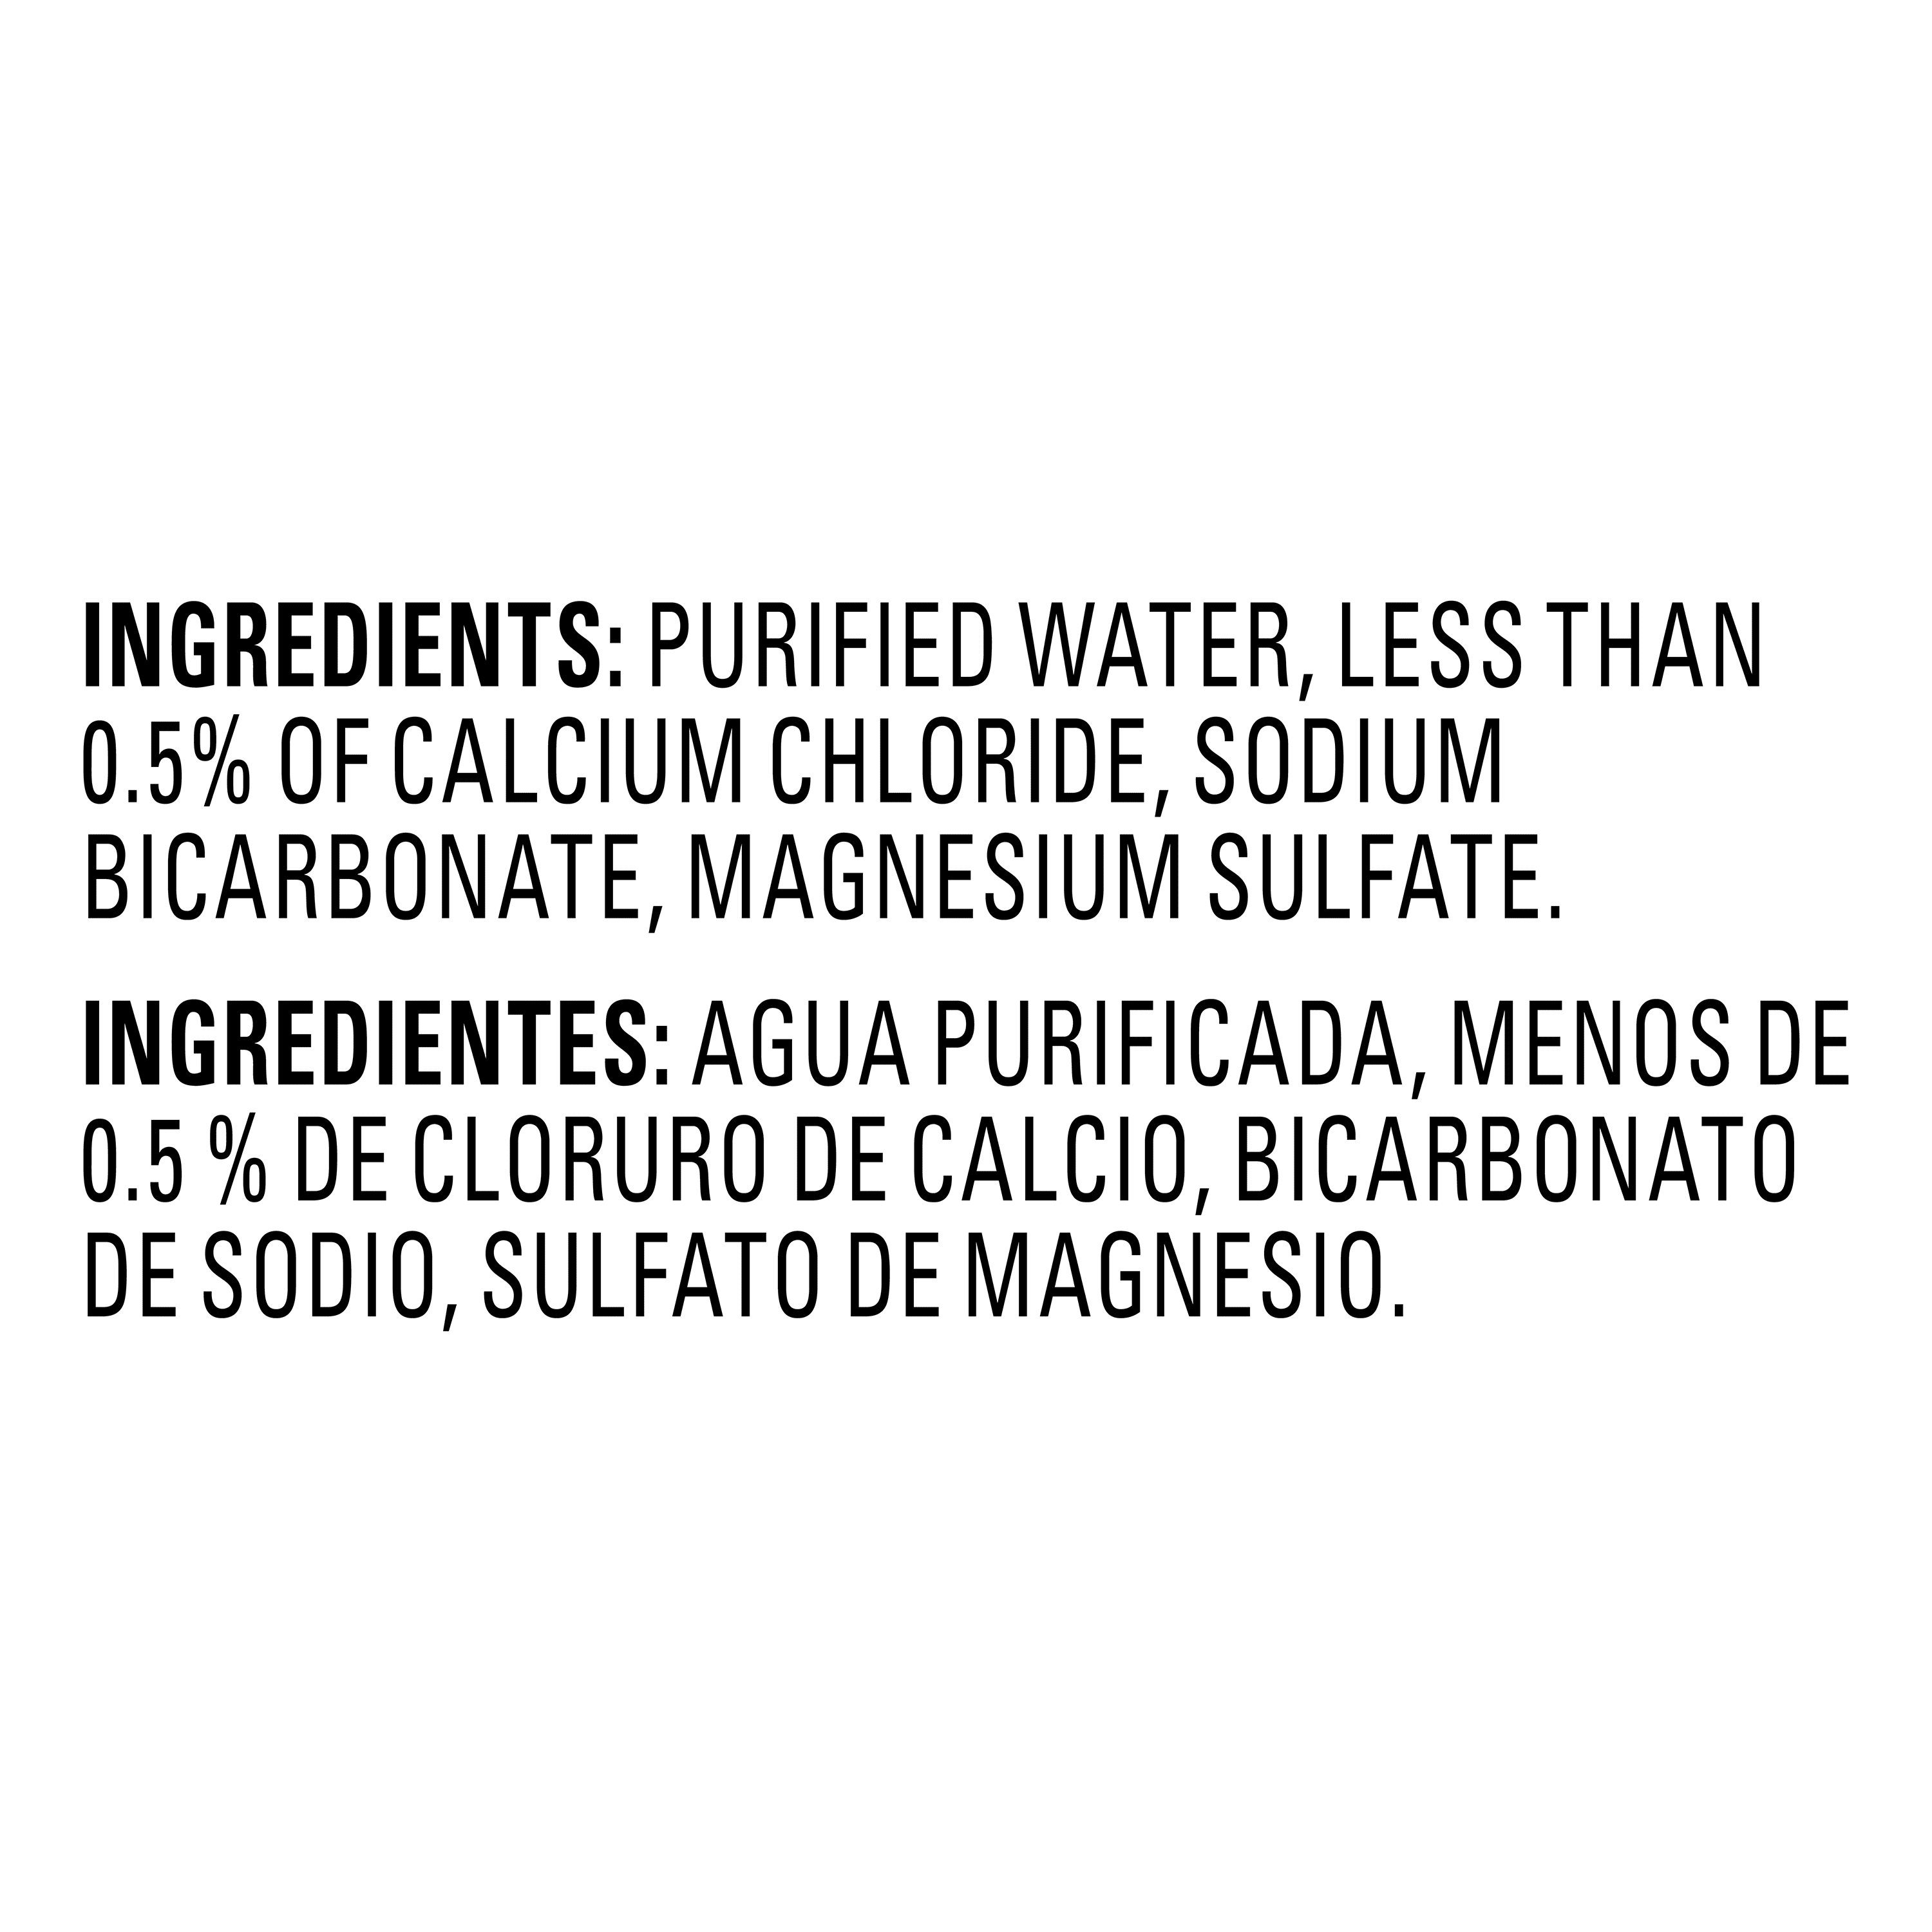 INGREDIENTS: PURIFIED WATER, LESS THAN
0.5% OF CALCIUM CHLORIDE, SODIUM
BICARBONATE, MAGNESIUM SULFATE.
INGREDIENTES: AGUA PURIFICADA, MENOS DE
0.5 % DE CLORURO DE CALCIO, BICARBONATO
DE SODIO, SULFATO DE MAGNESIO.